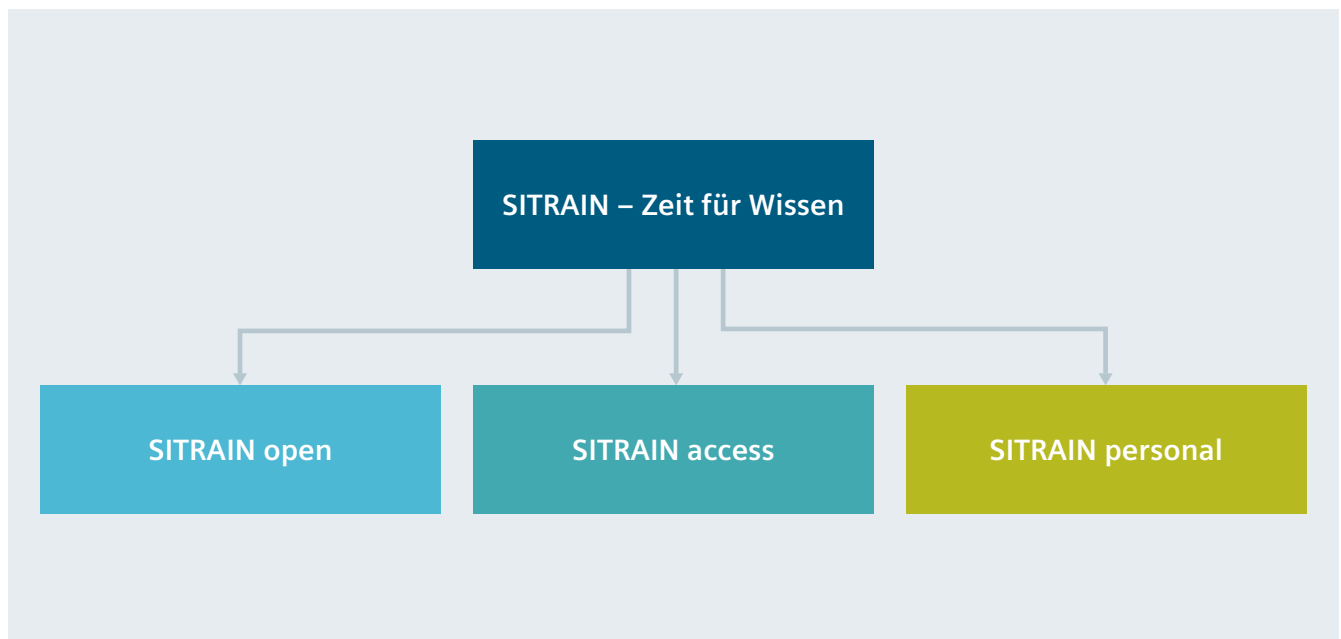 SITRAIN – Zeit für Wissen
SITRAIN open
SITRAIN access
SITRAIN personal